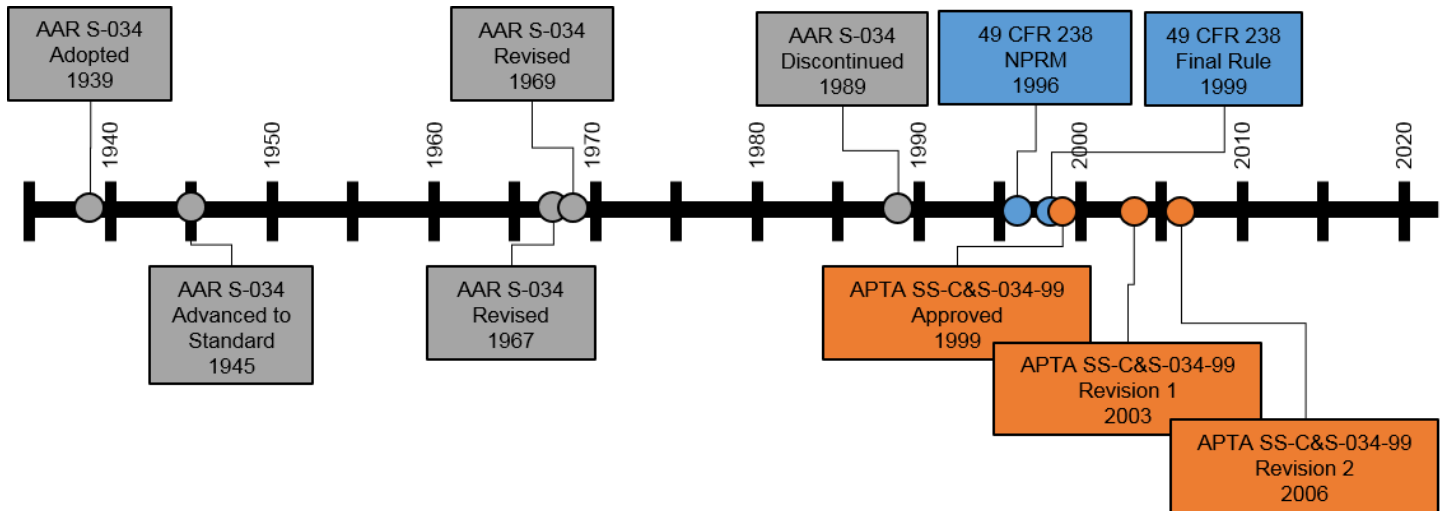 AAR S-034
Adopted
1939
AAR S-034
Revised
1969
AAR S-034
Discontinued
1989
49 CFR 238
NPRM
1996
49 CFR 238
Final Rule
1999
1940
1950
1960
1970
1980
1990
2000
2010
2020
AAR S-034
Advanced to
Standard
1945
AAR S-034
Revised
1967
APTA SS-C&S-034-99
Approved
1999
APTA SS-C&S-034-99
Revision 1
2003
APTA SS-C&S-034-99
Revision 2
2006